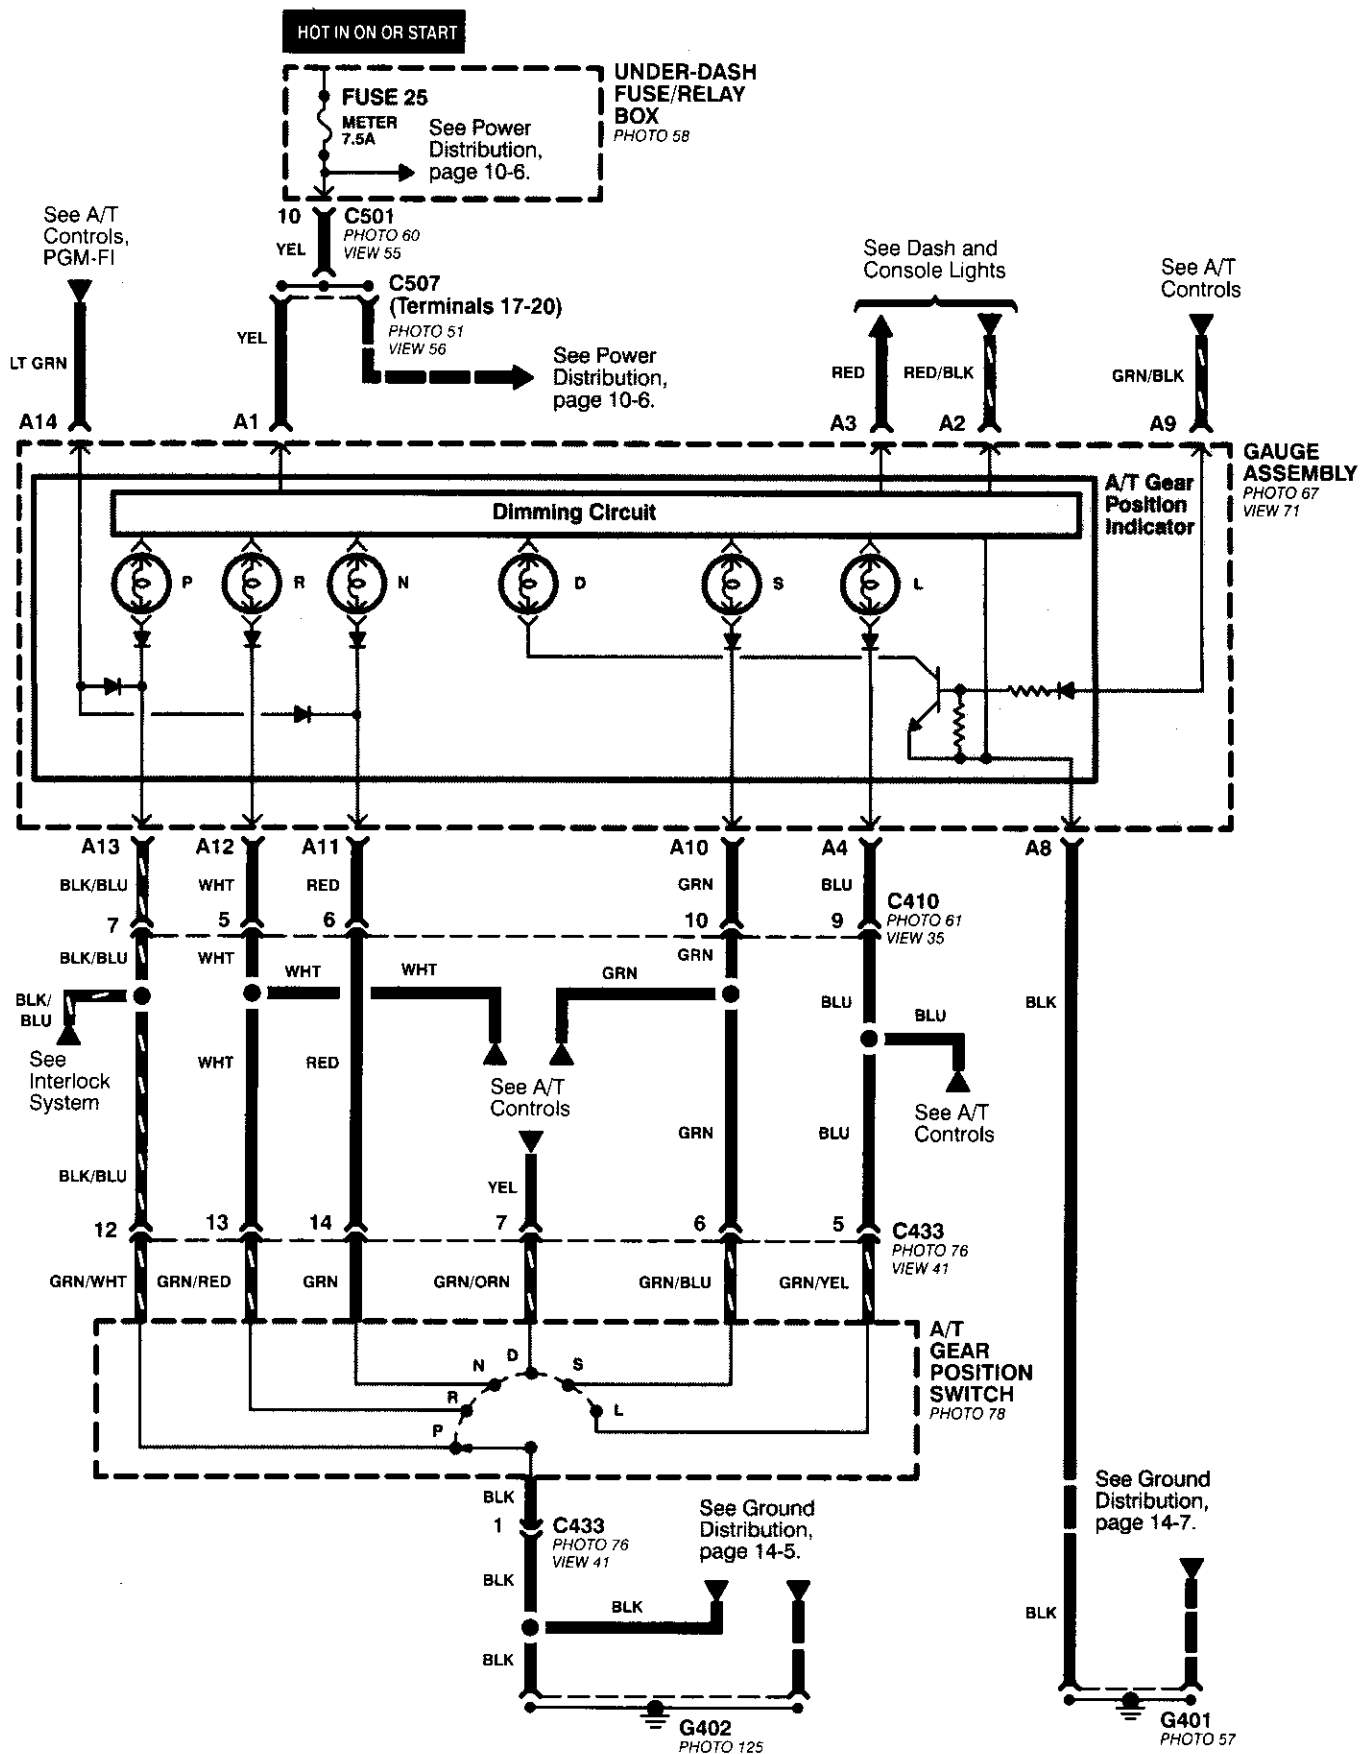 HOT IN ON OR START
UNDER-DASH
FUSE/RELAY
BOX
PHOTO 58
FUSE 25
METER
7.5A
See Power
Distribution,
page 10-6.
10
C501
PHOTO 60
VIEW 55
YEL
See A/T
Controls,
PGM-FI
C507
(Terminals 17-20)
PHOTO 51
VIEW 56
See Dash and
Console Lights
See A/T
Controls
YEL
LT GRN
See Power
Distribution,
page 10-6.
RED
RED/BLK
GRN/BLK
A14
A1
A3
A2
A9
GAUGE
ASSEMBLY
PHOTO 67
VIEW 71
A/T Gear
Position
Indicator
Dimming Circuit
P
R
N
D
S
L
A13
A12
A11
A10
A4
A8
BLK/BLU
WHT
RED
GRN
BLU
C410
PHOTO 61
VIEW 35
7
5
6
10
9
BLK/BLU
WHT
GRN
WHT
WHT
GRN
BLK/
BLU
BLU
BLU
BLK
See
Interlock
System
WHT
RED
See A/T
Controls
See A/T
Controls
GRN
BLU
BLK/BLU
YEL
12
13
14
7
6
5
C433
PHOTO 76
VIEW 41
GRN/WHT
GRN/RED
GRN
GRN/ORN
GRN/BLU
GRN/YEL
A/T
GEAR
POSITION
SWITCH
PHOTO 78
P
R
N
D
S
L
BLK
1
C433
PHOTO 76
VIEW 41
See Ground
Distribution,
page 14-5.
See Ground
Distribution,
page 14-7.
BLK
BLK
BLK
BLK
G402
PHOTO 125
G401
PHOTO 57